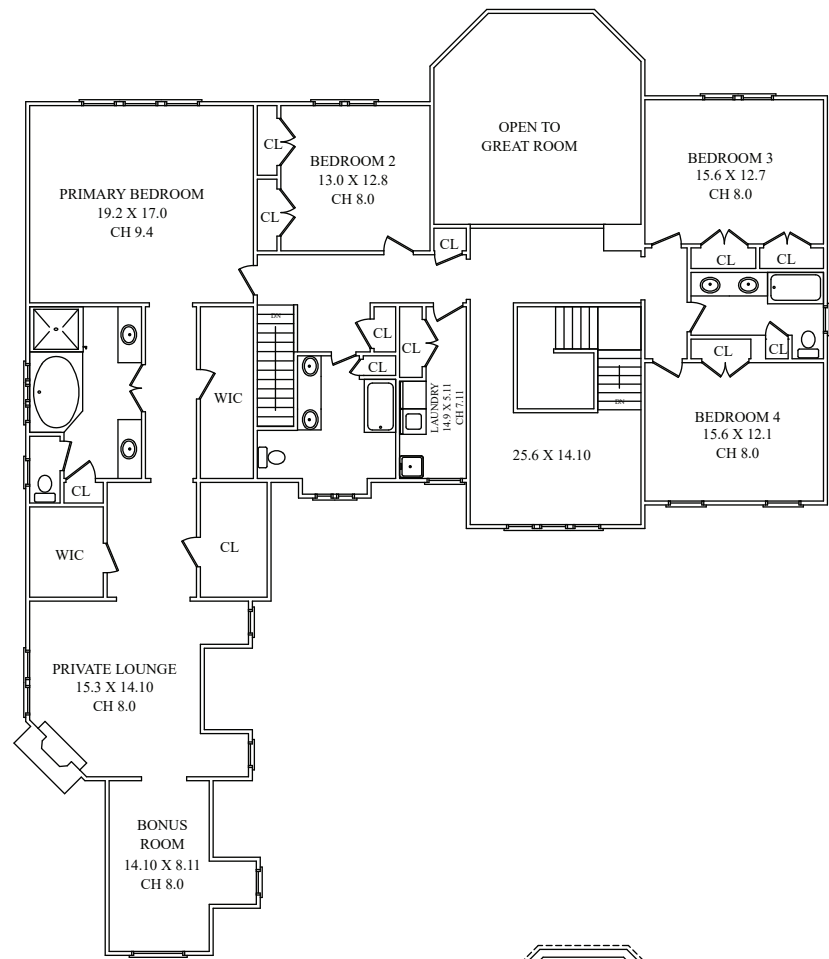 OPEN TO
GREAT ROOM
PRIMARY BEDROOM
19.2 X 17.0
CH 9.4
CL
CL
BEDROOM 2
13.0 X 12.8
CH 8.0
BEDROOM 3
15.6 X 12.7
CH 8.0
CL
CL
CL
DN
CL
CL
CL
WIC
LAUNDRY
14.9 X 5.11
CH 7.11
25.6 X 14.10
DN
CL
CL
BEDROOM 4
15.6 X 12.1
CH 8.0
CL
WIC
CL
PRIVATE LOUNGE
15.3 X 14.10
CH 8.0
BONUS
ROOM
14.10 X 8.11
CH 8.0